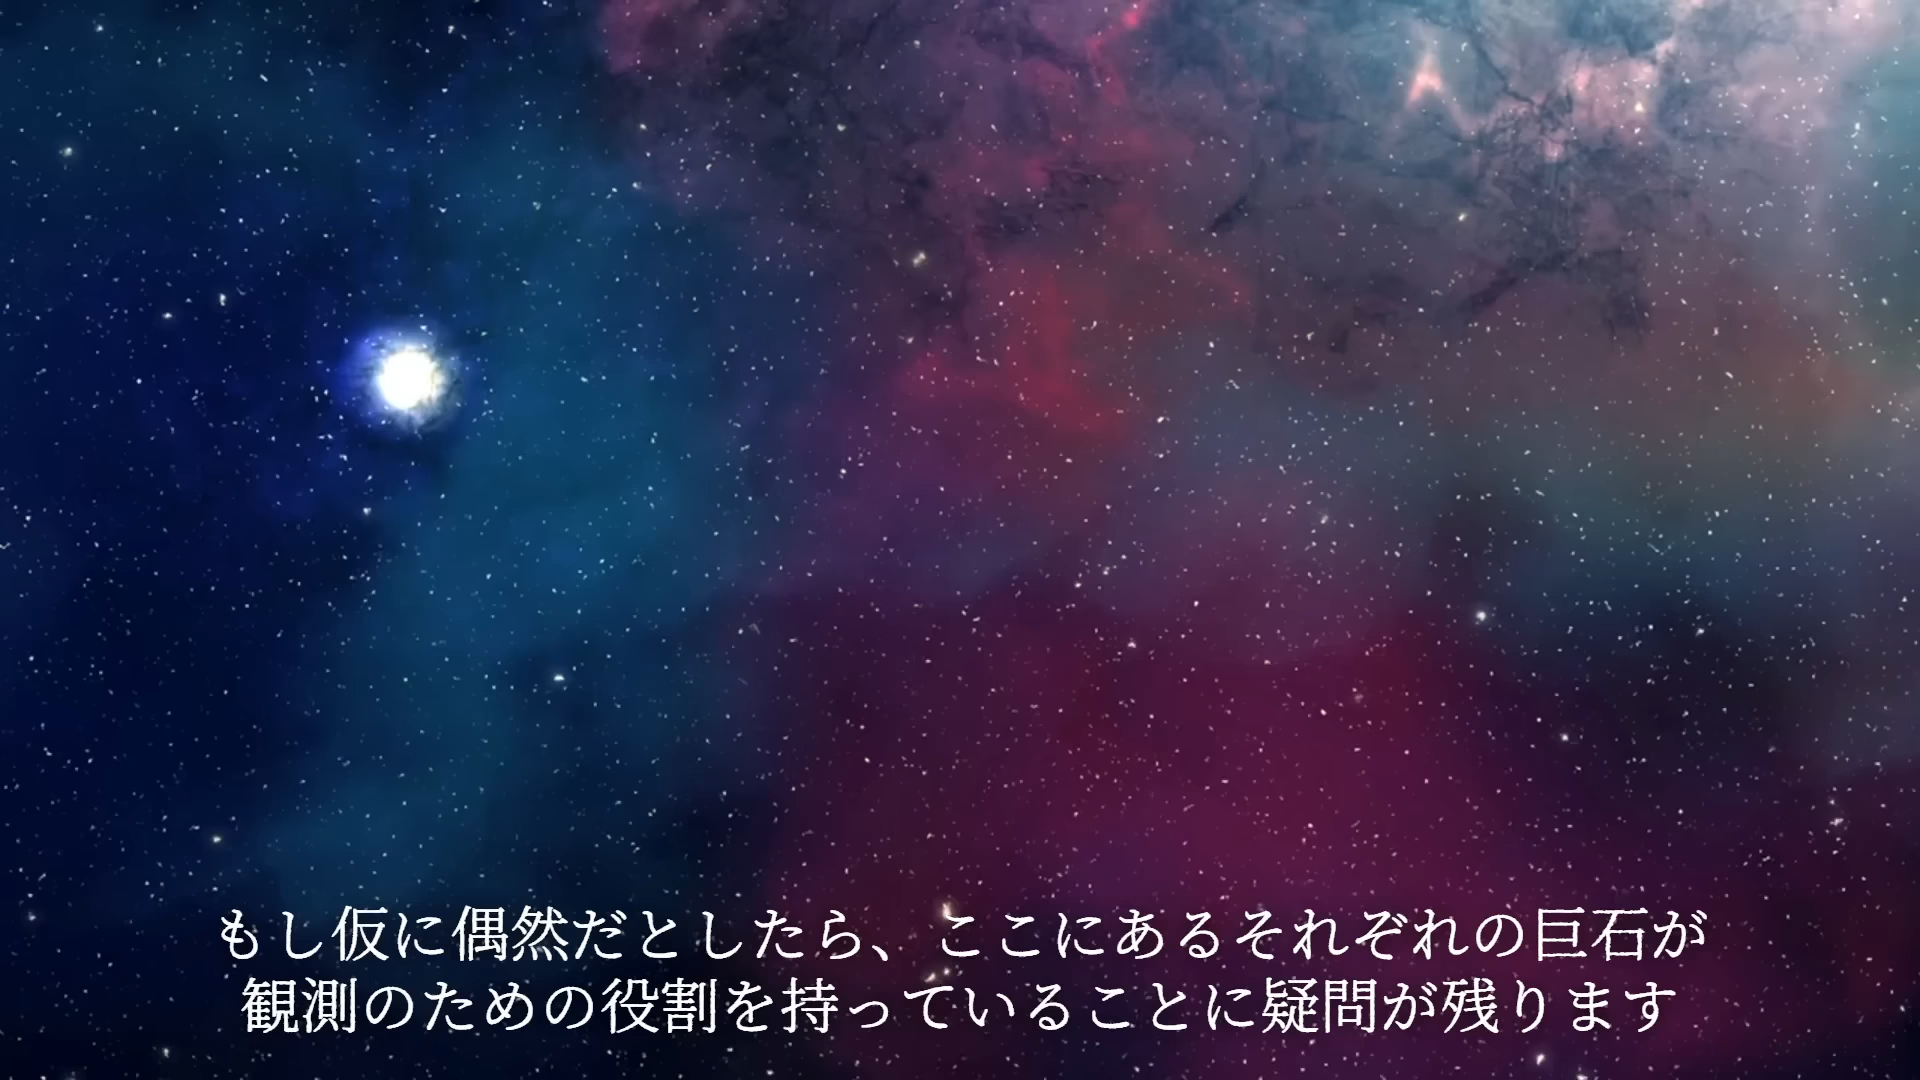 もし仮に偶然だとしたら、ここにあるそれぞれの巨石が
観測のための役割を持っていることに疑問が残ります